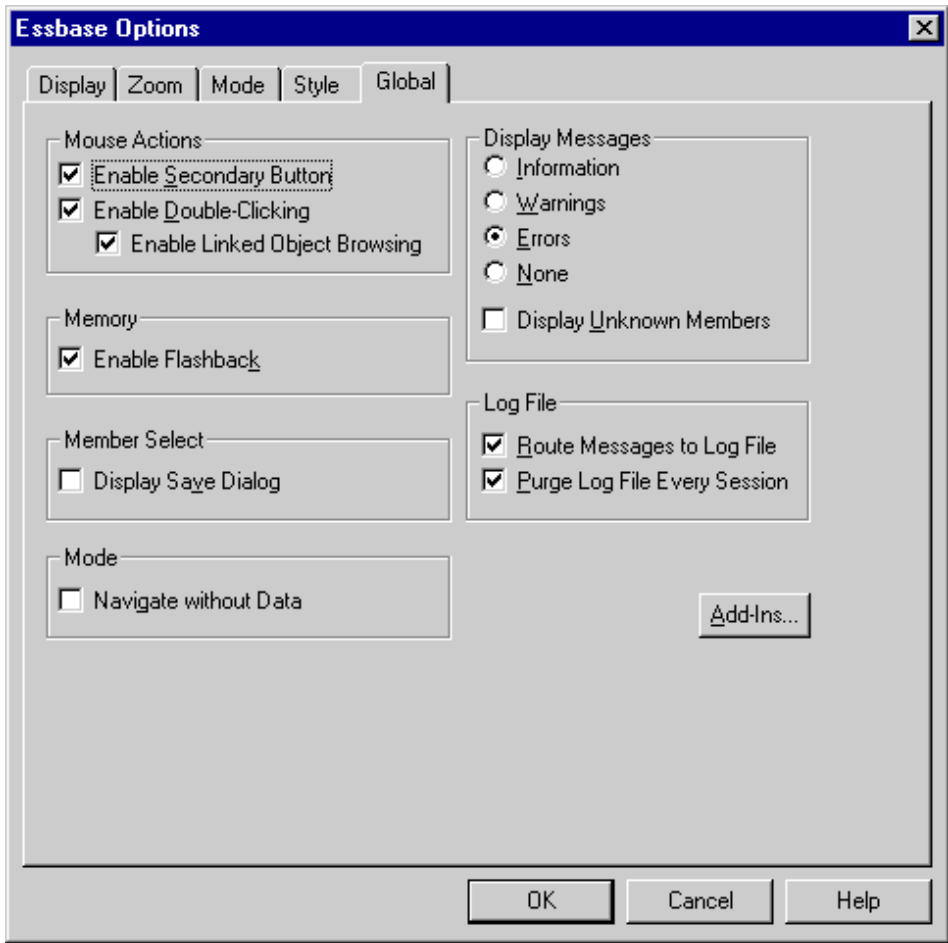 Essbase Options
Display Zoom Mode Style Global
Mouse Actions
Enable Secondary Button
Enable Double-Clicking
Enable Linked Object Browsing
Memory
Enable Flashback
Member Select
Display Save Dialog
Mode
Navigate without Data
Display Messages
Information
Warnings
Errors
None
Display Unknown Members
Log File
Route Messages to Log File
Purge Log File Every Session
Add-Ins...
OK Cancel Help